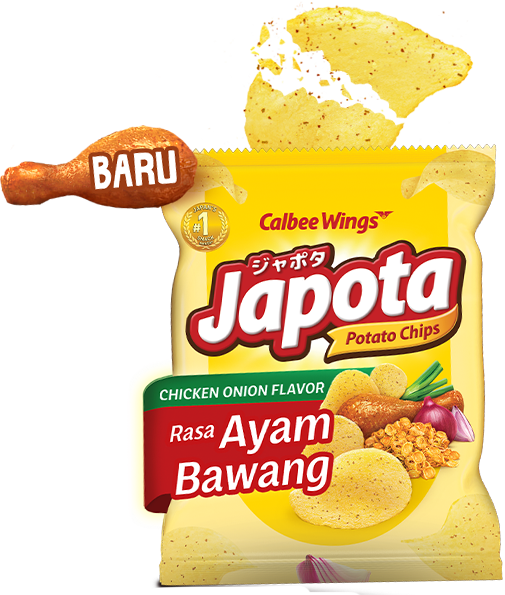 BARU
#1
Calbee Wings
ジャポタ
Japota
Potato Chips
CHICKEN ONION FLAVOR
Rasa Ayam
Bawang